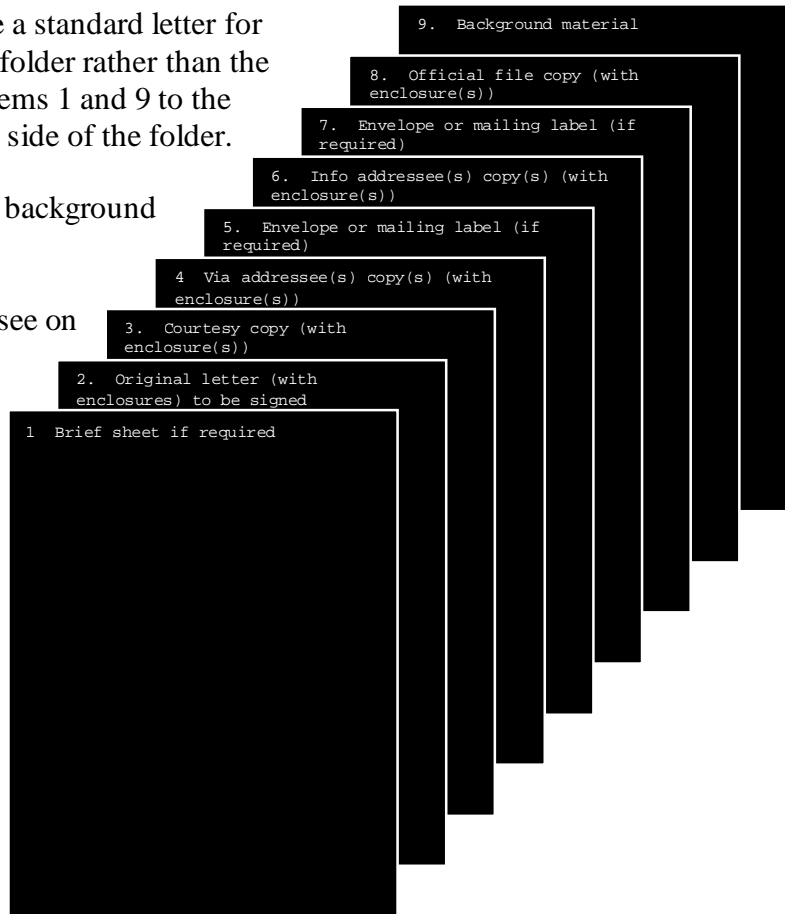 e a standard letter for
folder rather than the
ems 1 and 9 to the
side of the folder.
background
see on
9. Background material
8. Official file copy (with
enclosure(s))
7. Envelope or mailing label (if
required)
6. Info addressee(s) copy(s) (with
enclosure(s))
5. Envelope or mailing label (if
required)
4 Via addressee(s) copy(s) (with
enclosure(s))
3. Courtesy copy (with
enclosure(s))
2. Original letter (with
enclosures) to be signed
1 Brief sheet if required